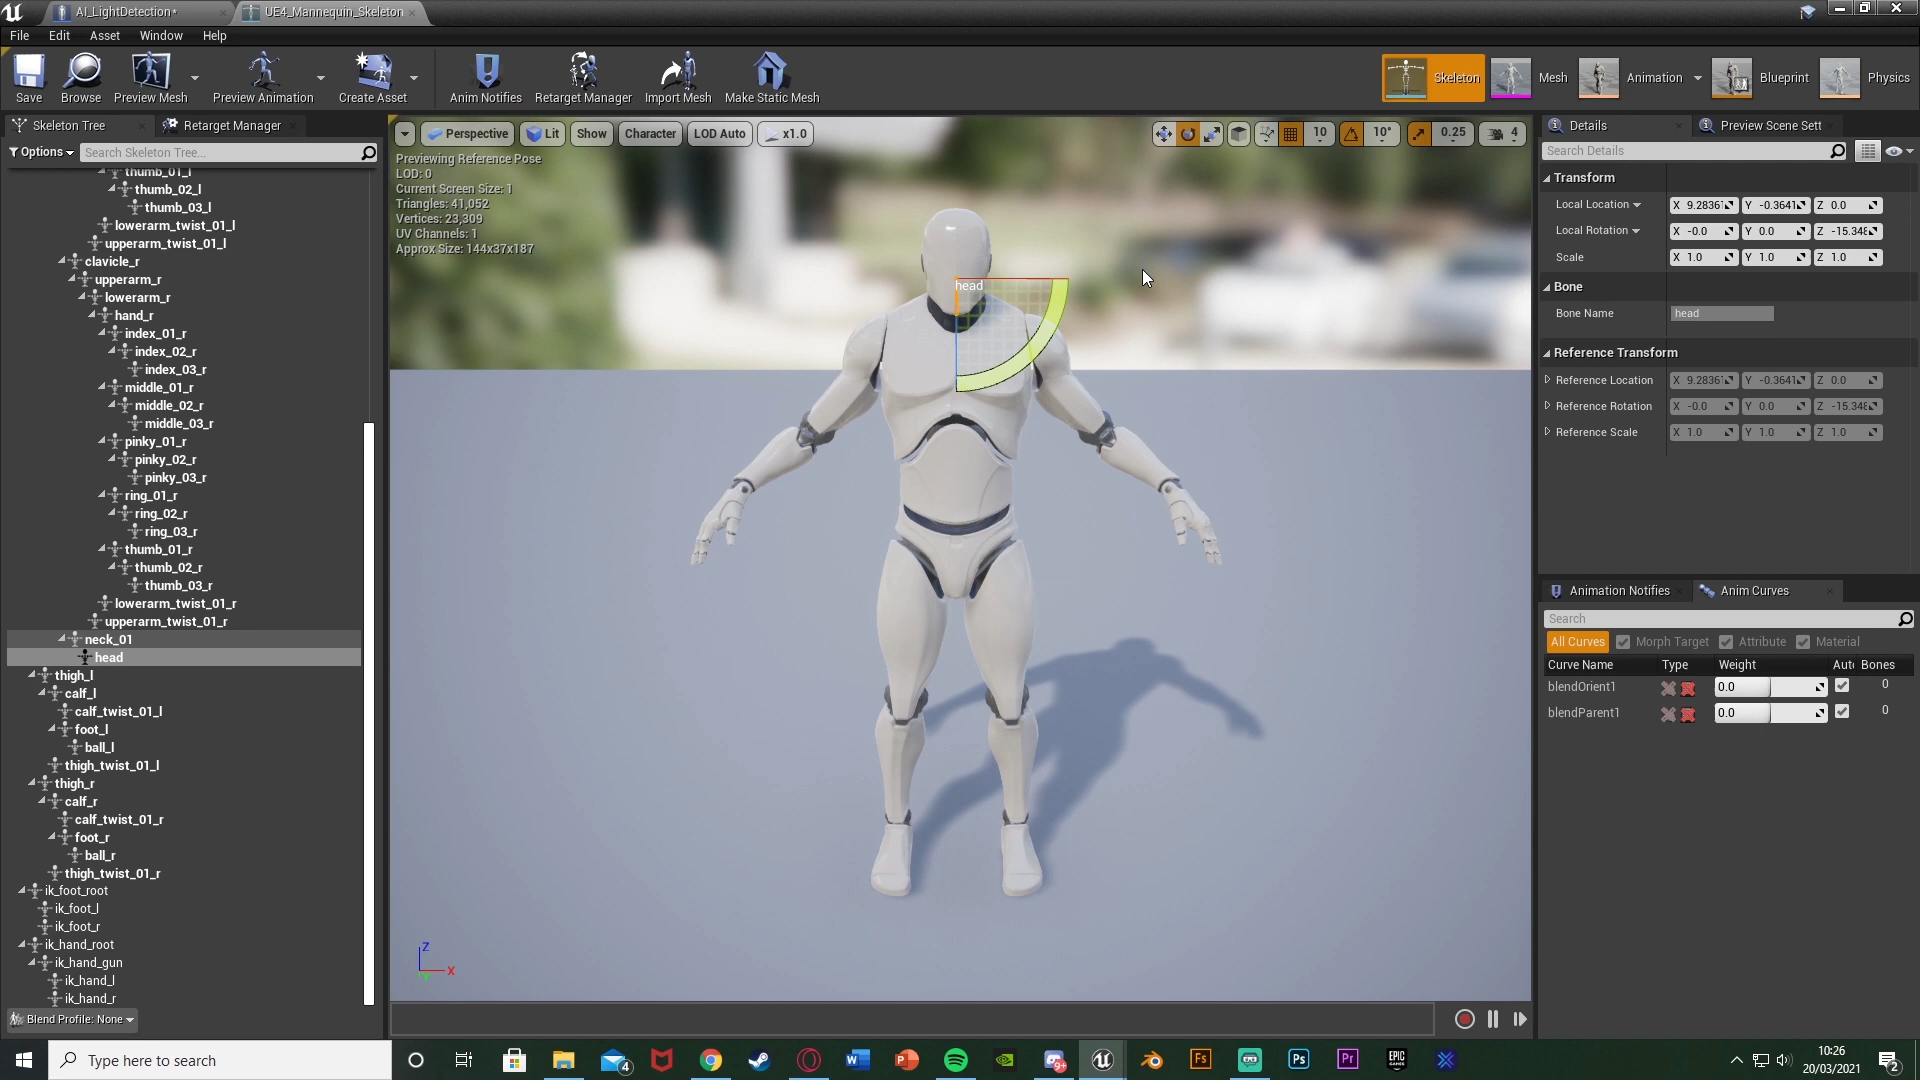 AI_LightDetection*
UE4_Mannequin_Skeleton
File Edit Asset Window Help
Save
Browse
Preview Mesh
Preview Animation
Create Asset
Anim Notifies
Retarget Manager
Import Mesh
Make Static Mesh
Skeleton
Mesh
Animation
Blueprint
Physics
Skeleton Tree
Retarget Manager
Options
Search Skeleton Tree...
thumb_01_l
thumb_02_l
thumb_03_l
lowerarm_twist_01_l
upperarm_twist_01_l
clavicle_r
upperarm_r
lowerarm_r
hand_r
index_01_r
index_02_r
index_03_r
middle_01_r
middle_02_r
middle_03_r
pinky_01_r
pinky_02_r
pinky_03_r
ring_01_r
ring_02_r
ring_03_r
thumb_01_r
thumb_02_r
thumb_03_r
lowerarm_twist_01_r
upperarm_twist_01_r
neck_01
head
thigh_l
calf_l
calf_twist_01_l
foot_l
ball_l
thigh_twist_01_l
thigh_r
calf_r
calf_twist_01_r
foot_r
ball_r
thigh_twist_01_r
ik_foot_root
ik_foot_l
ik_foot_r
ik_hand_root
ik_hand_gun
ik_hand_l
ik_hand_r
Blend Profile: None
Perspective Lit Show Character LOD Auto x1.0
10 10° 0.25 4
Previewing Reference Pose
LOD: 0
Current Screen Size: 1
Triangles: 41,052
Vertices: 23,309
UV Channels: 1
Approx Size: 144x37x187
head
Z
X
Y
Details
Preview Scene Sett
Search Details
Transform
Local Location X 9.28361 Y -0.3641 Z 0.0
Local Rotation X -0.0 Y 0.0 Z -15.348
Scale X 1.0 Y 1.0 Z 1.0
Bone
Bone Name head
Reference Transform
Reference Location X 9.28361 Y -0.3641 Z 0.0
Reference Rotation X -0.0 Y 0.0 Z -15.348
Reference Scale X 1.0 Y 1.0 Z 1.0
Animation Notifies
Anim Curves
Search
All Curves Morph Target Attribute Material
Curve Name Type Weight Aut Bones
blendOrient1 0.0 0
blendParent1 0.0 0
Type here to search
4
W
P
9+
Fs
Ps
Pr
EPIC
GAMES
10:26
20/03/2021
2